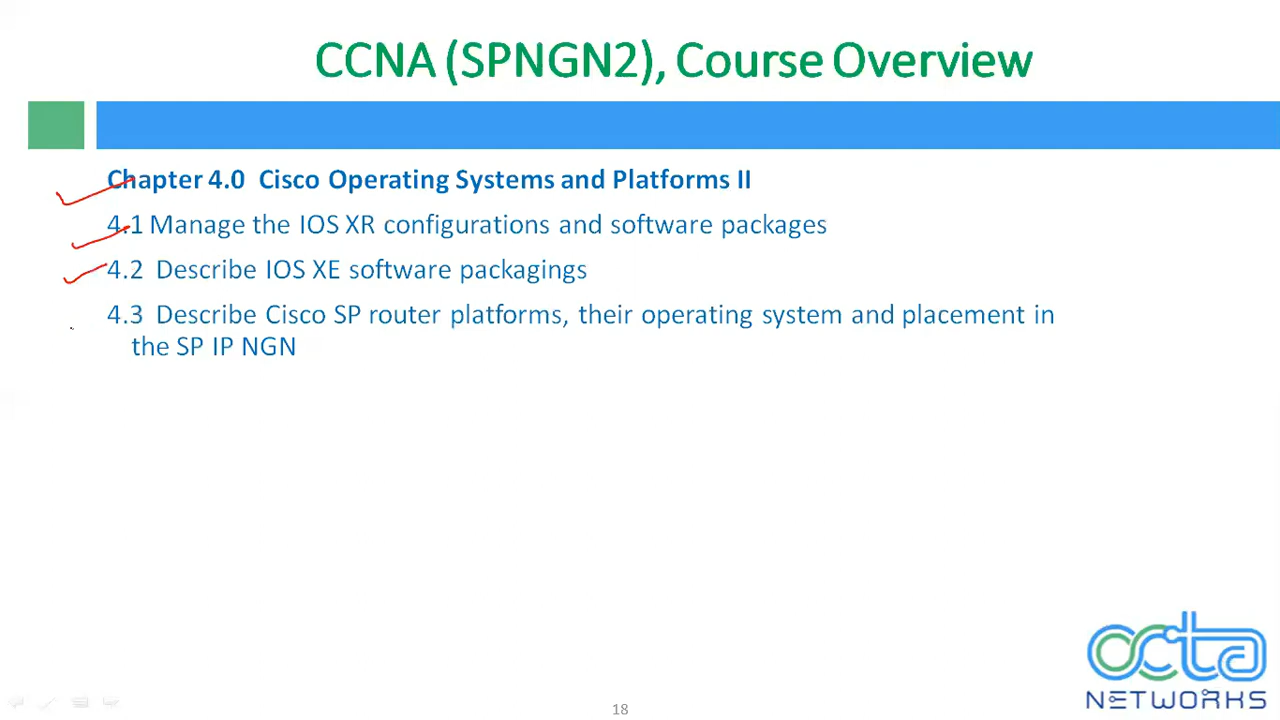 CCNA (SPNGN2), Course Overview
Chapter 4.0 Cisco Operating Systems and Platforms II
4.1 Manage the IOS XR configurations and software packages
4.2 Describe IOS XE software packagings
4.3 Describe Cisco SP router platforms, their operating system and placement in
the SP IP NGN
octa
NETWORKS
18